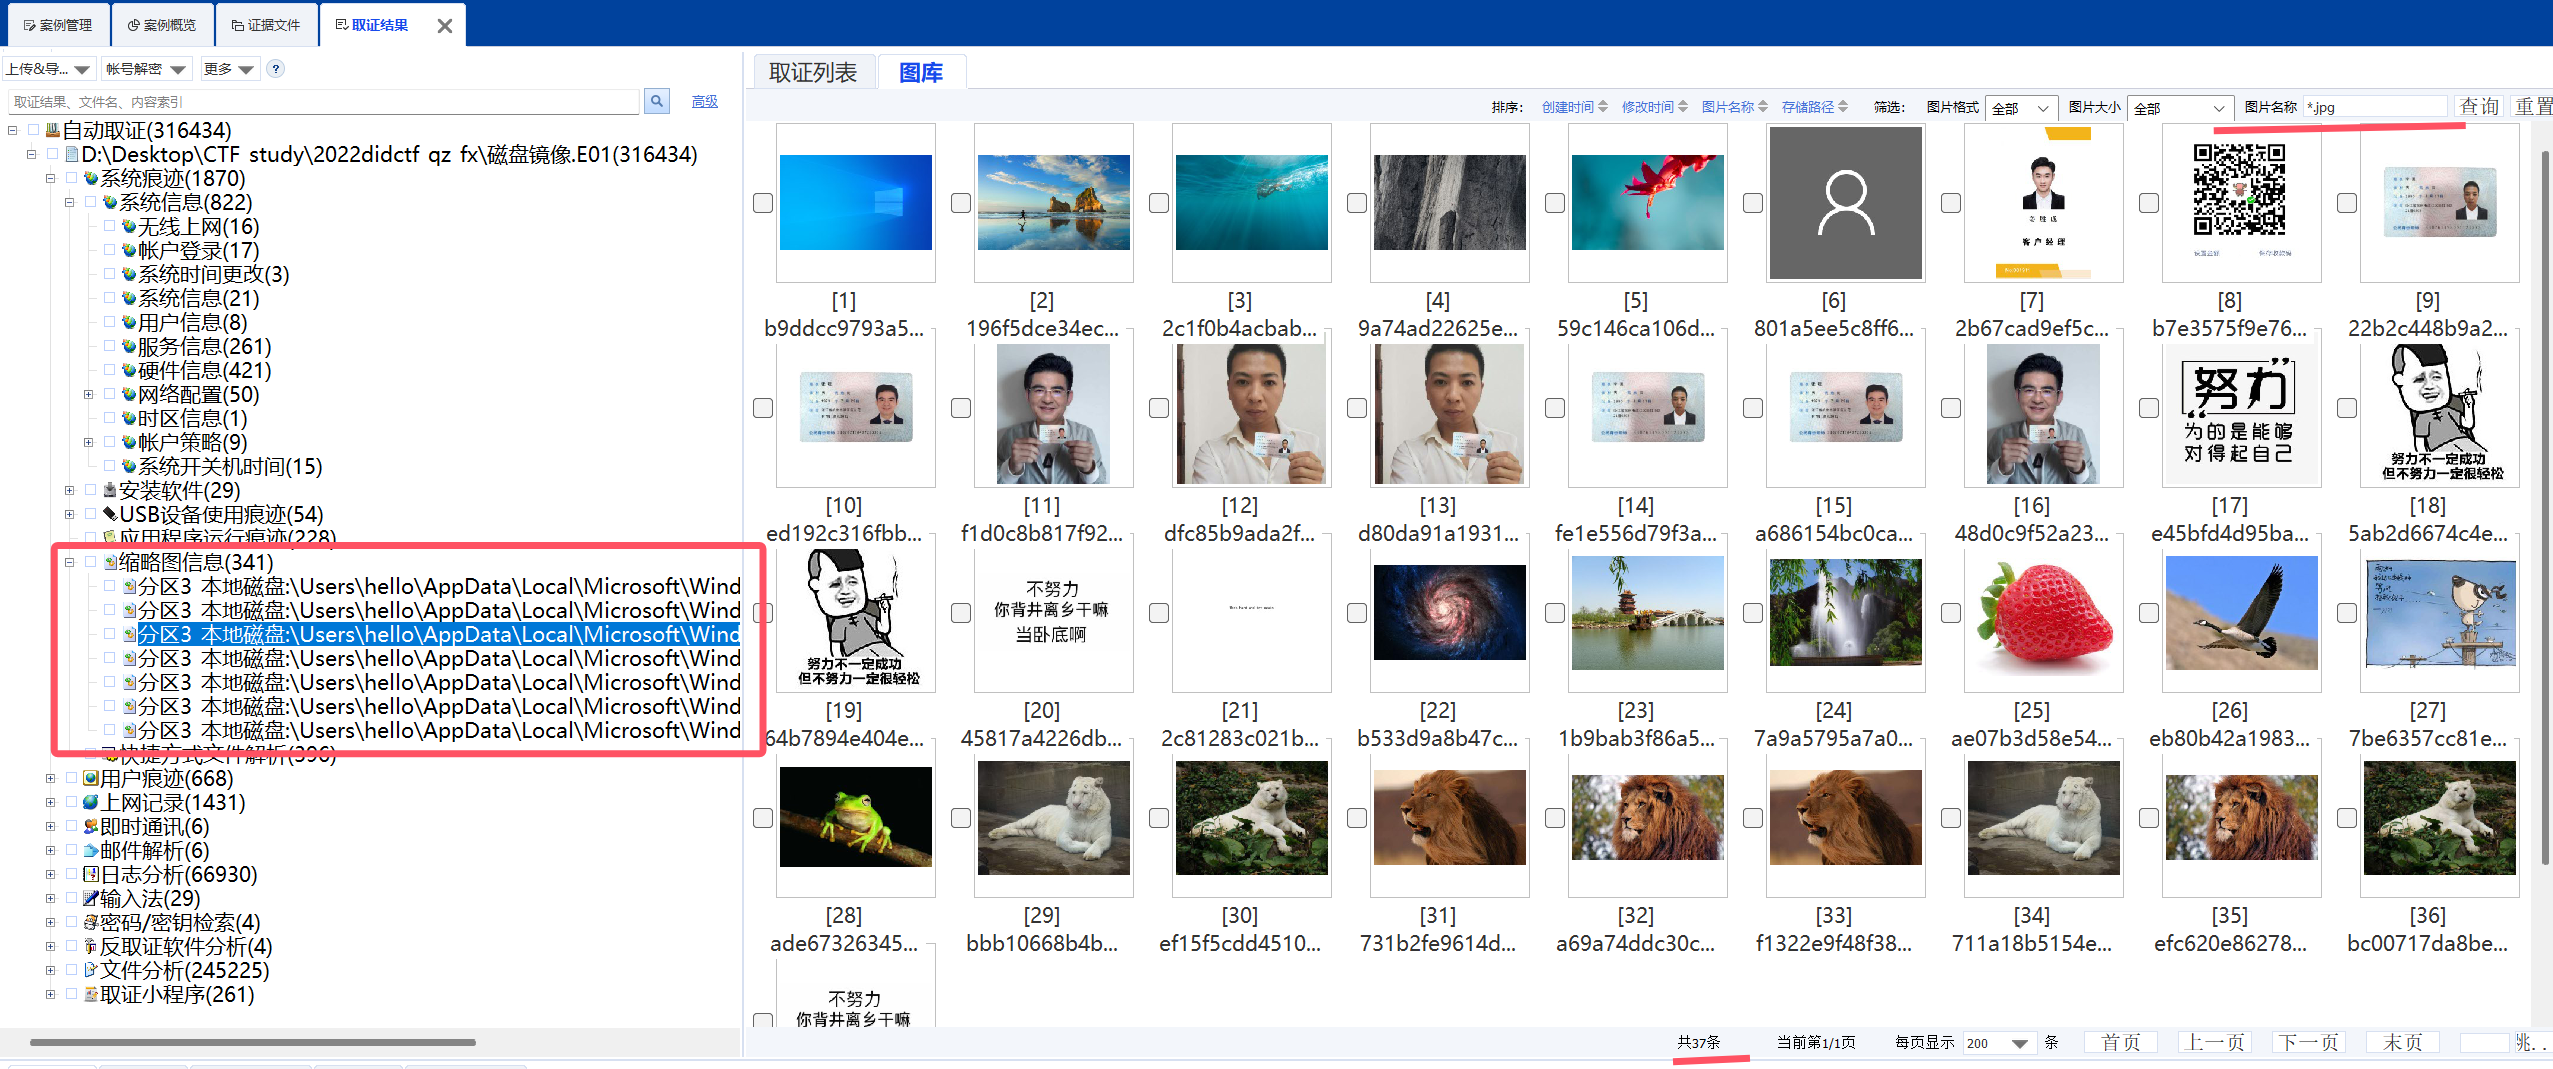 案例管理
案例概览
证据文件
取证结果
上传&导...
帐号解密
更多
?
取证结果、文件名、内容索引
高级
自动取证(316434)
D:\Desktop\CTF study\2022didctf qz fx\磁盘镜像.E01(316434)
系统痕迹(1870)
系统信息(822)
无线上网(16)
帐户登录(17)
系统时间更改(3)
系统信息(21)
用户信息(8)
服务信息(261)
硬件信息(421)
网络配置(50)
时区信息(1)
帐户策略(9)
系统开关机时间(15)
安装软件(29)
USB设备使用痕迹(54)
应用程序运行痕迹(228)
缩略图信息(341)
分区3 本地磁盘:\Users\hello\AppData\Local\Microsoft\Wind
分区3 本地磁盘:\Users\hello\AppData\Local\Microsoft\Wind
分区3 本地磁盘:\Users\hello\AppData\Local\Microsoft\Wind
分区3 本地磁盘:\Users\hello\AppData\Local\Microsoft\Wind
分区3 本地磁盘:\Users\hello\AppData\Local\Microsoft\Wind
分区3 本地磁盘:\Users\hello\AppData\Local\Microsoft\Wind
分区3 本地磁盘:\Users\hello\AppData\Local\Microsoft\Wind
快捷方式文件解析(396)
用户痕迹(668)
上网记录(1431)
即时通讯(6)
邮件解析(6)
日志分析(66930)
输入法(29)
密码/密钥检索(4)
反取证软件分析(4)
文件分析(245225)
取证小程序(261)
取证列表
图库
排序: 创建时间 修改时间 图片名称 存储路径 筛选: 图片格式 全部 图片大小 全部 图片名称 *.jpg 查询 重置
客户经理
[1] [2] [3] [4] [5] [6] [7] [8] [9]
b9ddcc9793a5... 196f5dce34ec... 2c1f0b4acbab... 9a74ad22625e... 59c146ca106d... 801a5ee5c8ff6... 2b67cad9ef5c... b7e3575f9e76... 22b2c448b9a2...
努力
为的是能够
对得起自己
努力不一定成功
但不努力一定很轻松
[10] [11] [12] [13] [14] [15] [16] [17] [18]
ed192c316fbb... f1d0c8b817f92... dfc85b9ada2f... d80da91a1931... fe1e556d79f3a... a686154bc0ca... 48d0c9f52a23... e45bfd4d95ba... 5ab2d6674c4e...
努力不一定成功
但不努力一定很轻松
不努力
你背井离乡干嘛
当卧底啊
[19] [20] [21] [22] [23] [24] [25] [26] [27]
64b7894e404e... 45817a4226db... 2c81283c021b... b533d9a8b47c... 1b9bab3f86a5... 7a9a5795a7a0... ae07b3d58e54... eb80b42a1983... 7be6357cc81e...
[28] [29] [30] [31] [32] [33] [34] [35] [36]
ade67326345... bbb10668b4b... ef15f5cdd4510... 731b2fe9614d... a69a74ddc30c... f1322e9f48f38... 711a18b5154e... efc620e86278... bc00717da8be...
不努力
你背井离乡干嘛
共37条 当前第1/1页 每页显示 200 条 首页 上一页 下一页 末页 跳...